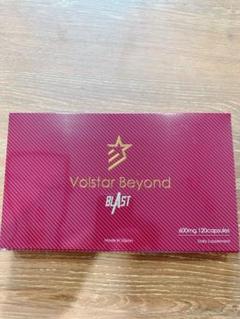 Volstar Beyond
BLAST
600mg 120capsules
Made in Japan
Daily Supplement